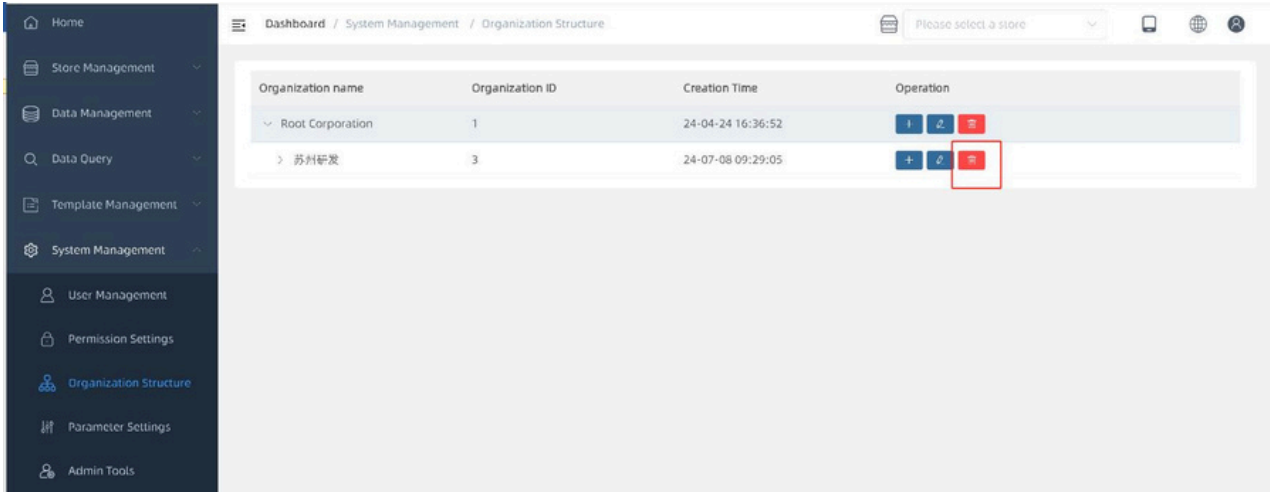 Home
Dashboard / System Management / Organization Structure
Please select a store
Store Management
Data Management
Data Query
Template Management
System Management
User Management
Permission Settings
Organization Structure
Parameter Settings
Admin Tools
Organization name Organization ID Creation Time Operation
Root Corporation 1 24-04-24 16:36:52
苏州研发 3 24-07-08 09:29:05